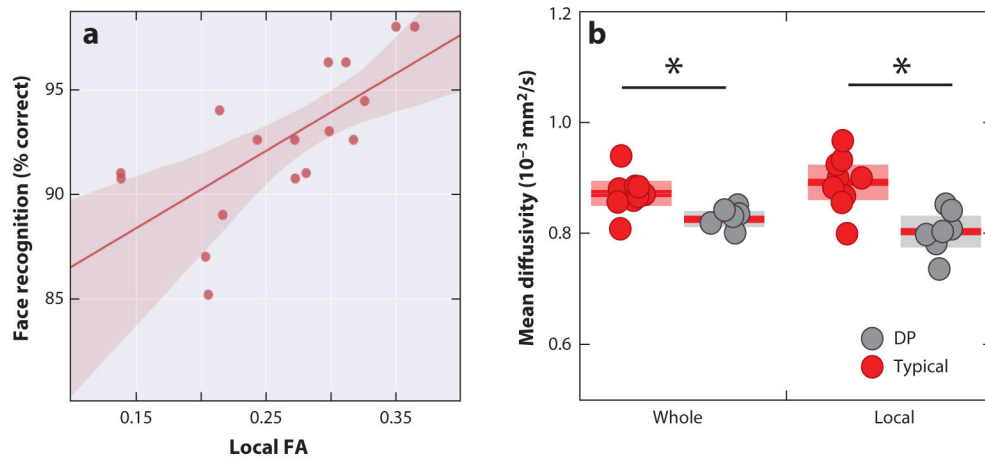 a
Face recognition (% correct)
95
90
85
0.15 0.25 0.35
Local FA
b
Mean diffusivity (10⁻³ mm²/s)
1.2
1.0
0.8
0.6
* *
DP
Typical
Whole Local